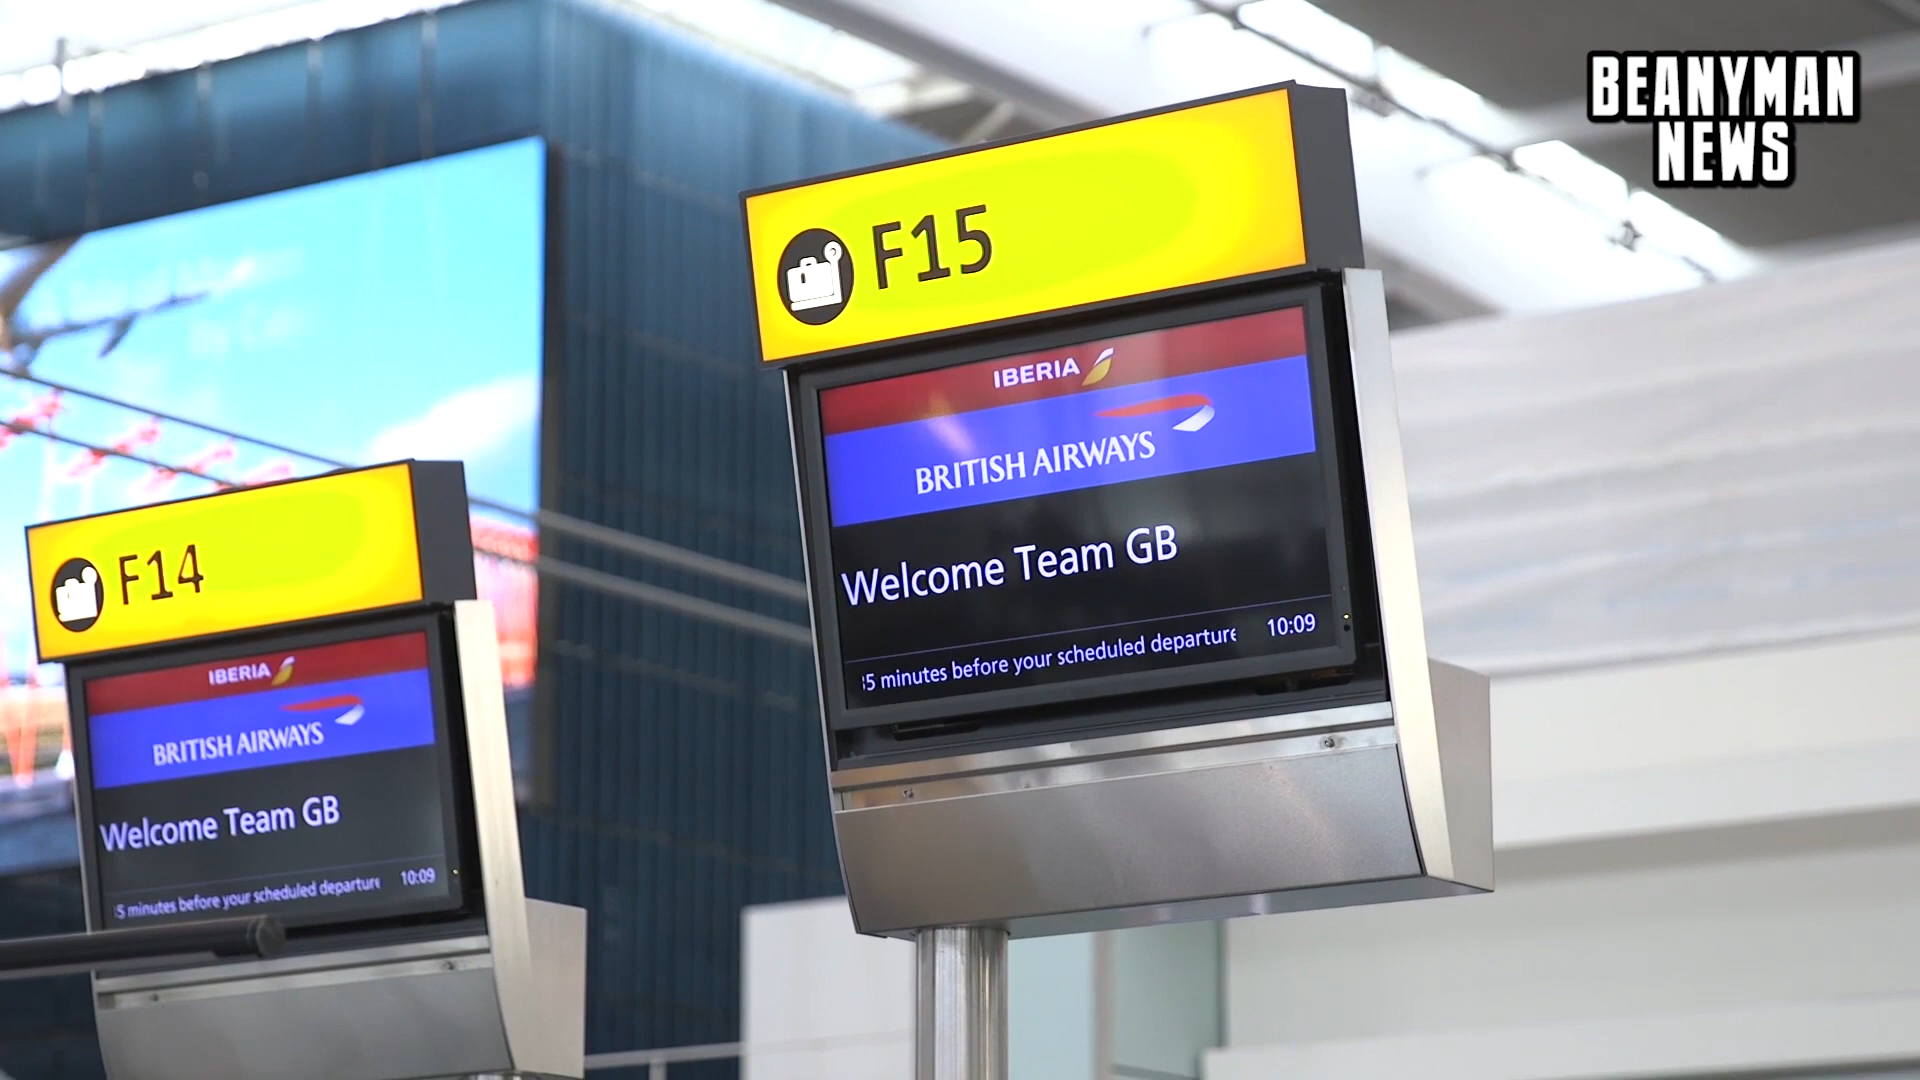 BEANYMAN
NEWS
F15
IBERIA
BRITISH AIRWAYS
Welcome Team GB
5 minutes before your scheduled departure 10:09
F14
IBERIA
BRITISH AIRWAYS
Welcome Team GB
5 minutes before your scheduled departure 10:09